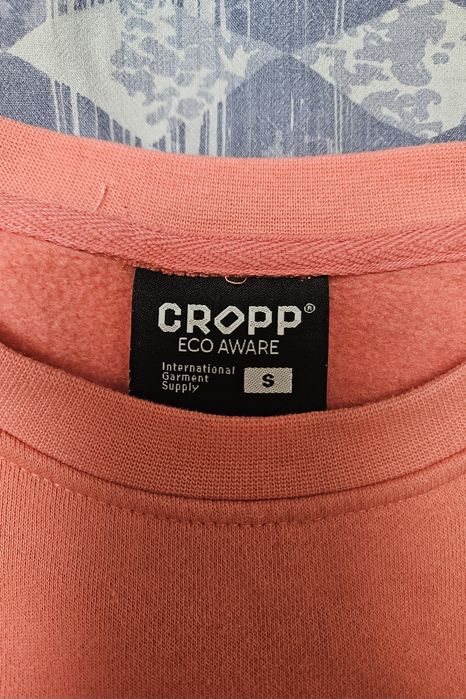 CROPP®
ECO AWARE
International
Garment
Supply
S